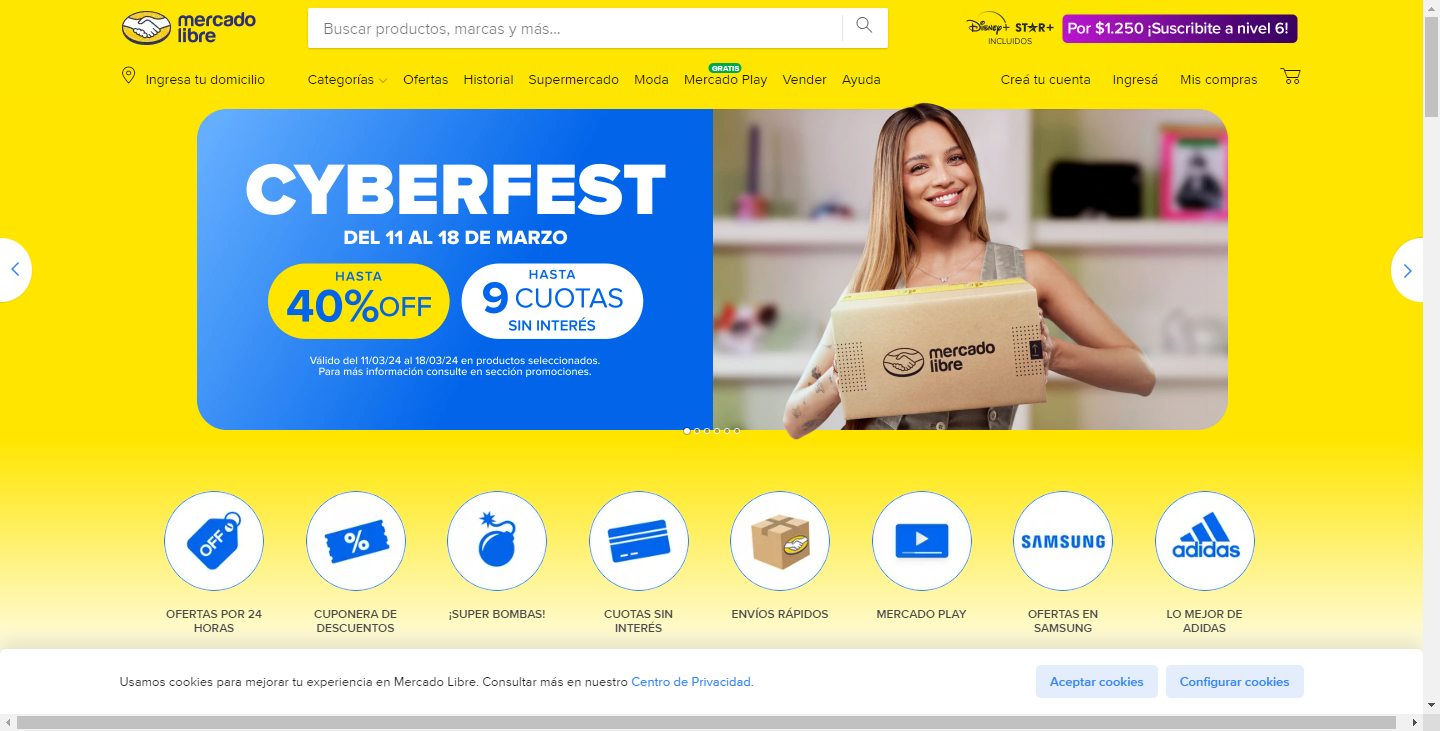 mercado
libre
Buscar productos, marcas y más...
Disney+ STAR+
INCLUIDOS
Por $1.250 ¡Suscribite a nivel 6!
Ingresa tu domicilio
Categorías
Ofertas
Historial
Supermercado
Moda
GRATIS
Mercado Play
Vender
Ayuda
Creá tu cuenta
Ingresá
Mis compras
CYBERFEST
DEL 11 AL 18 DE MARZO
HASTA
40% OFF
HASTA
9 CUOTAS
SIN INTERÉS
Válido del 11/03/24 al 18/03/24 en productos seleccionados.
Para más información consulte en sección promociones.
mercado
libre
OFF
%
SAMSUNG
adidas
OFERTAS POR 24
HORAS
CUPONERA DE
DESCUENTOS
¡SUPER BOMBAS!
CUOTAS SIN
INTERÉS
ENVÍOS RÁPIDOS
MERCADO PLAY
OFERTAS EN
SAMSUNG
LO MEJOR DE
ADIDAS
Usamos cookies para mejorar tu experiencia en Mercado Libre. Consultar más en nuestro Centro de Privacidad.
Aceptar cookies
Configurar cookies